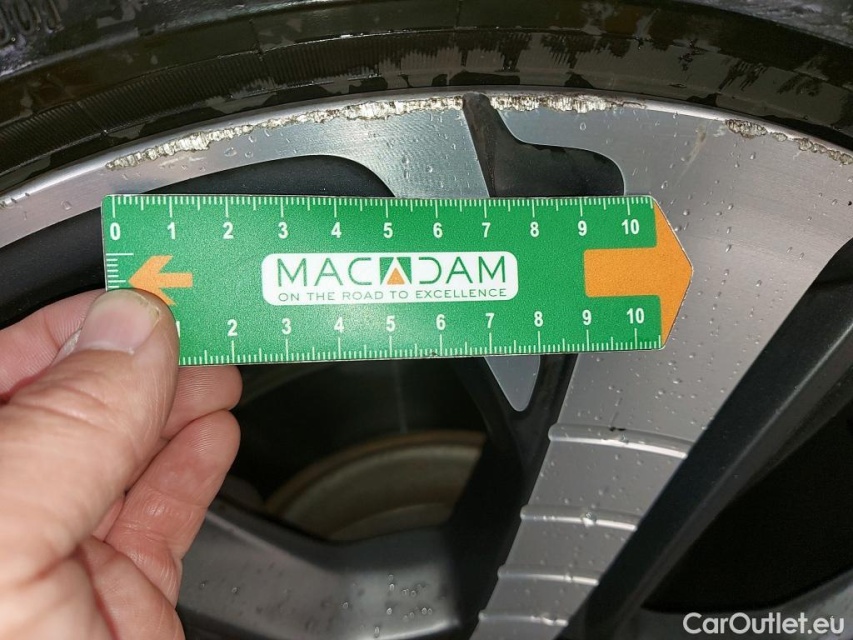 0 1 2 3 4 5 6 7 8 9 10
MACADAM
ON THE ROAD TO EXCELLENCE
2 3 4 5 6 7 8 9 10
CarOutlet.eu